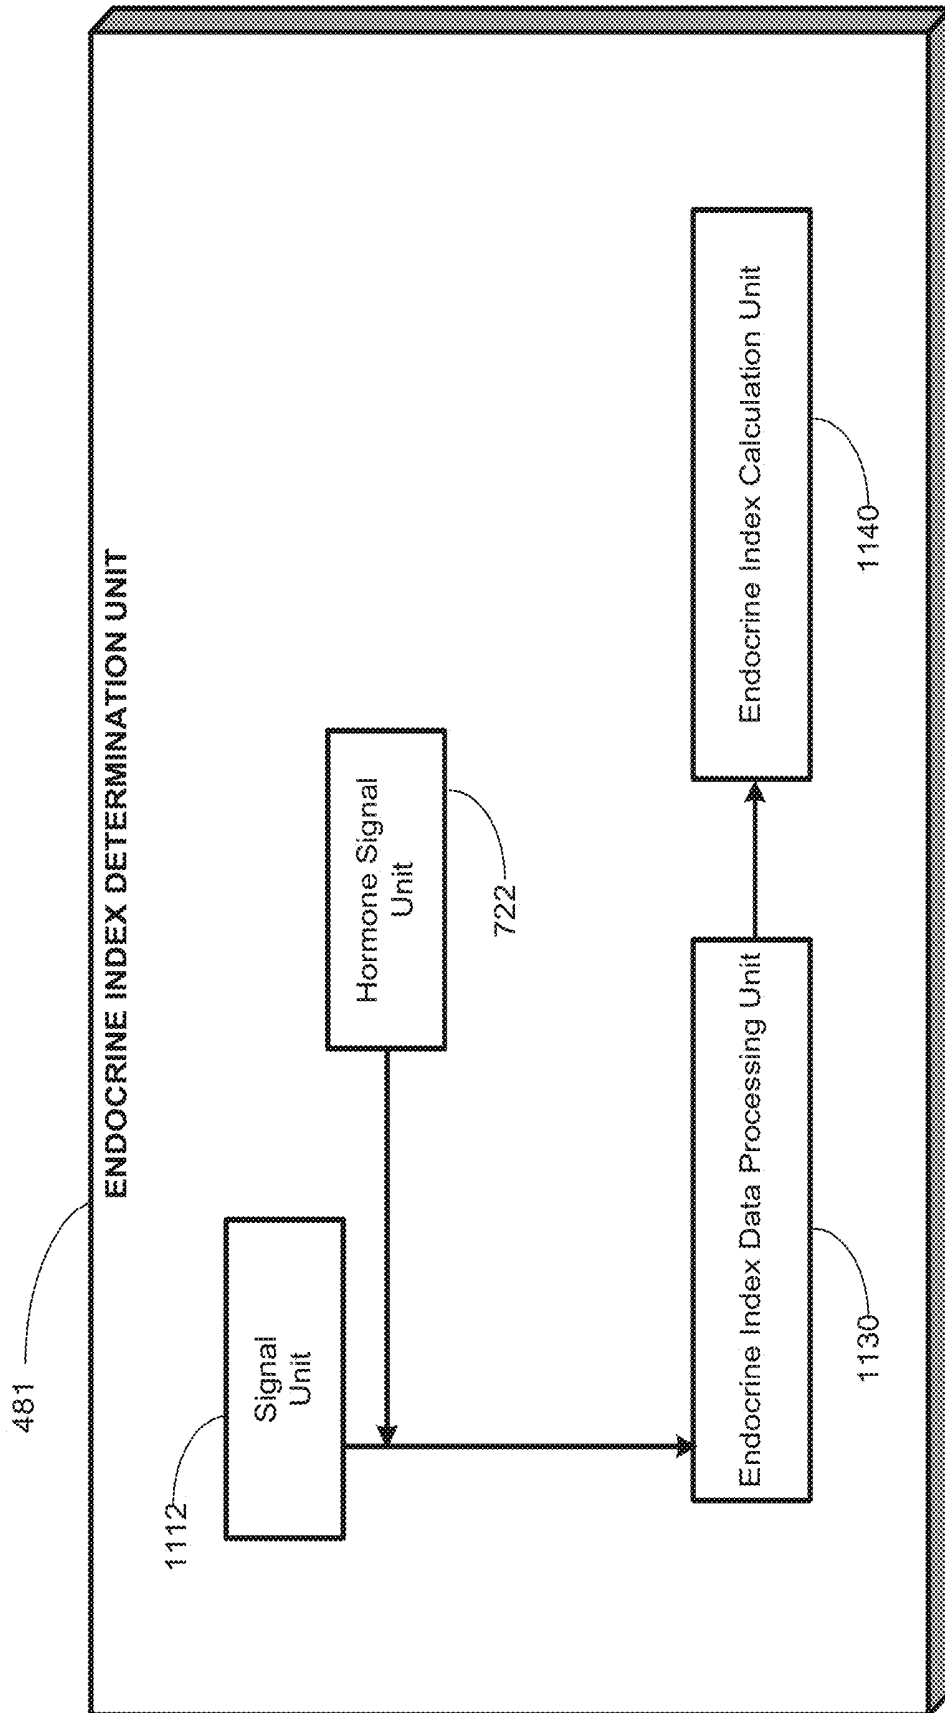 481
ENDOCRINE INDEX DETERMINATION UNIT
1112
Signal
Unit
Hormone Signal
Unit
722
Endocrine Index Data Processing Unit
1130
Endocrine Index Calculation Unit
1140